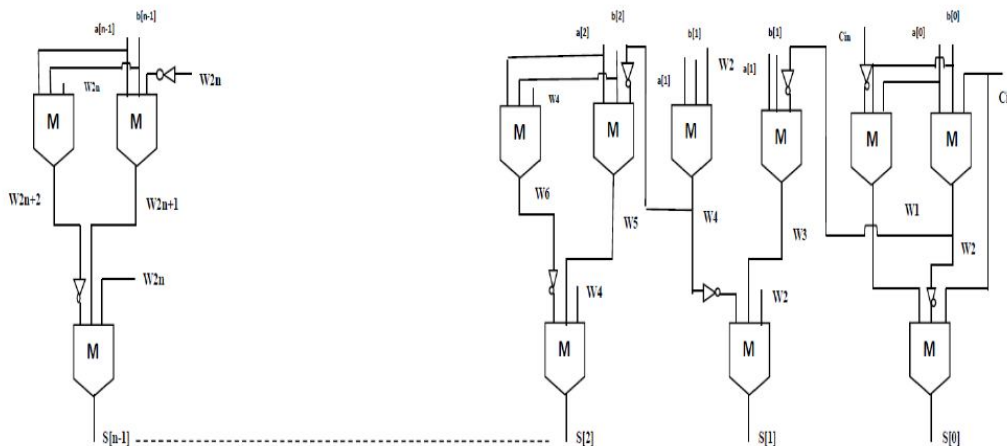 b[n-1]
a[n-1]
W2n
W2n
M
M
W2n+2
W2n+1
W2n
M
S[n-1]
b[2]
a[2]
W4
M
M
W6
W5
W4
M
S[2]
b[1]
W2
a[1]
M
W4
b[1]
a[1]
M
W3
W2
M
S[1]
b[0]
Cin
a[0]
M
M
W1
W2
M
S[0]